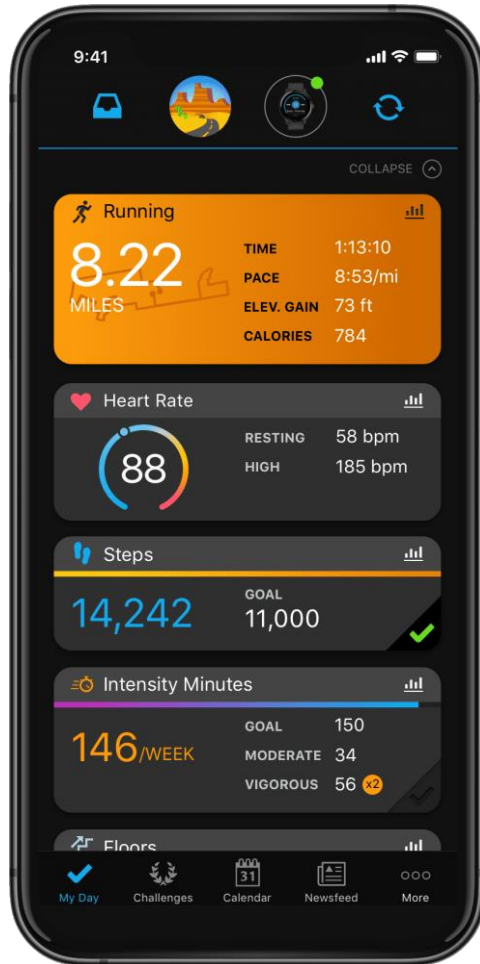 9:41
COLLAPSE
Running
8.22
MILES
TIME 1:13:10
PACE 8:53/mi
ELEV. GAIN 73 ft
CALORIES 784
Heart Rate
88
RESTING 58 bpm
HIGH 185 bpm
Steps
14,242
GOAL
11,000
Intensity Minutes
146/WEEK
GOAL 150
MODERATE 34
VIGOROUS 56 x2
Floors
31
My Day Challenges Calendar Newsfeed More